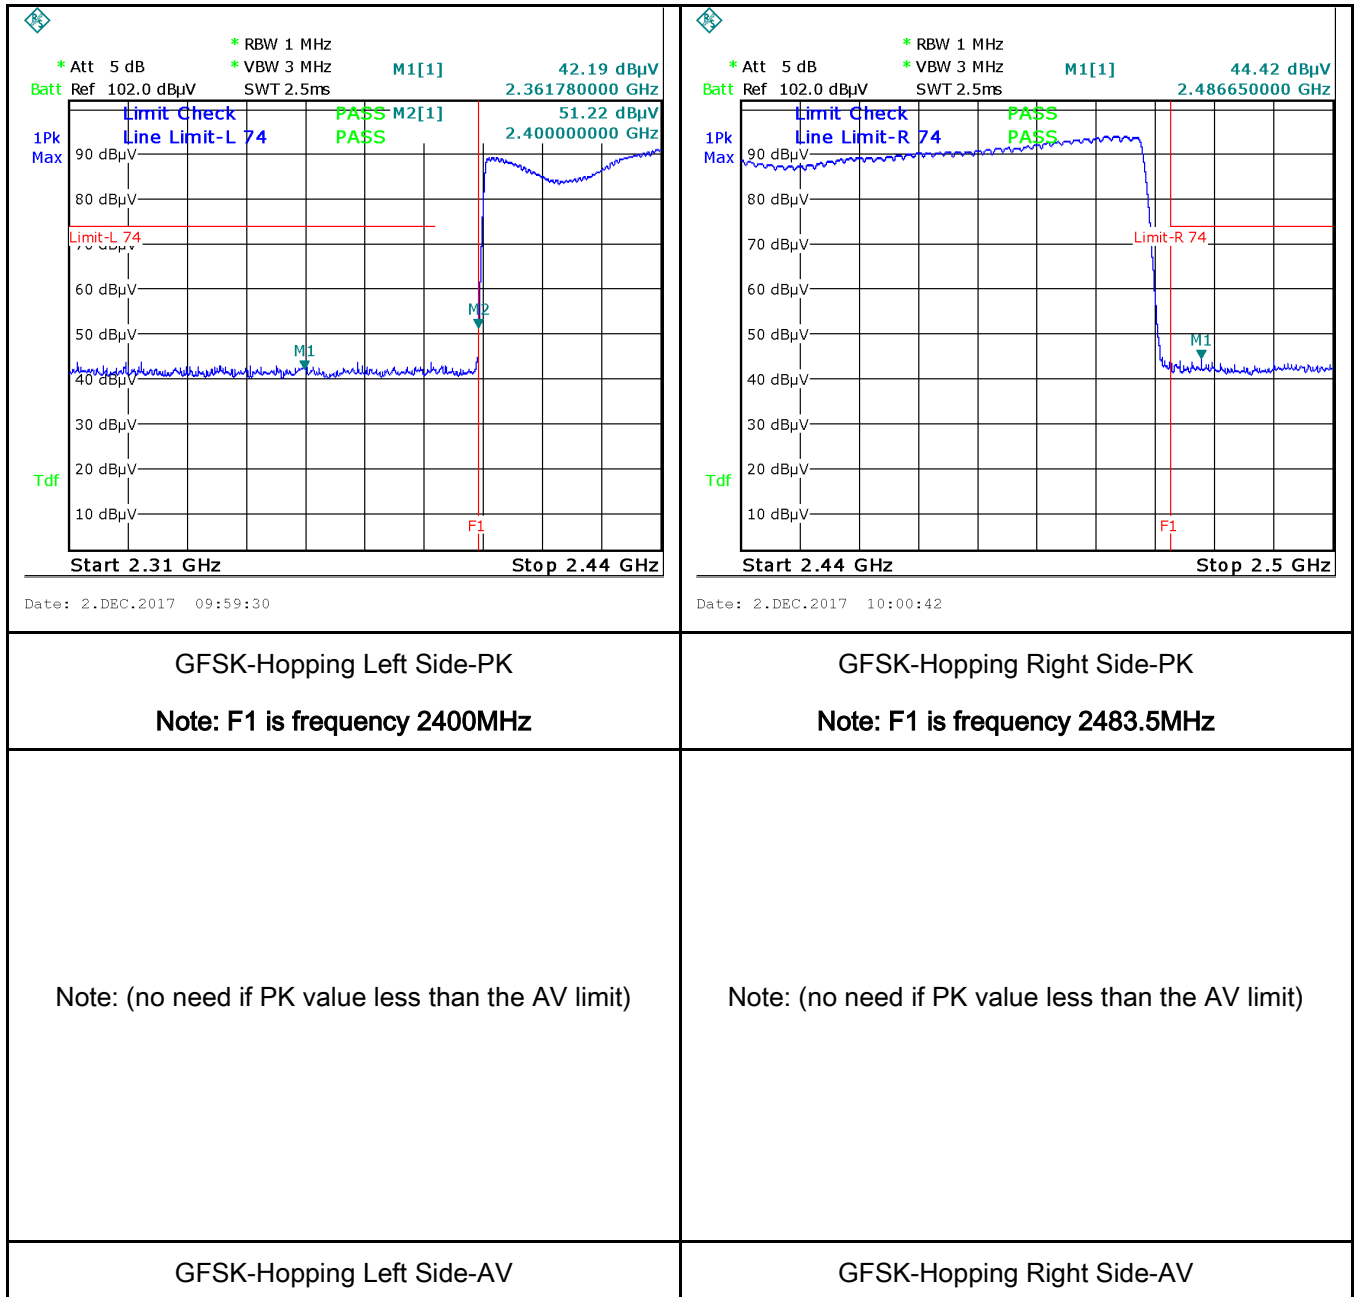 * RBW 1 MHz
* Att 5 dB * VBW 3 MHz M1[1] 42.19 dBµV
Batt Ref 102.0 dBµV SWT 2.5ms 2.361780000 GHz
Limit Check PASS M2[1] 51.22 dBµV
2.400000000 GHz
1Pk Line Limit-L 74 PASS
Max 90 dBµV
80 dBµV
Limit-L 74
70 dBµV
60 dBµV
M2
50 dBµV
M1
40 dBµV
30 dBµV
20 dBµV
Tdf
10 dBµV
F1
Start 2.31 GHz Stop 2.44 GHz
Date: 2.DEC.2017 09:59:30
* RBW 1 MHz
* Att 5 dB * VBW 3 MHz M1[1] 44.42 dBµV
Batt Ref 102.0 dBµV SWT 2.5ms 2.486650000 GHz
Limit Check PASS
1Pk Line Limit-R 74 PASS
Max 90 dBµV
80 dBµV
Limit-R 74
70 dBµV
60 dBµV
50 dBµV
M1
40 dBµV
30 dBµV
20 dBµV
Tdf
10 dBµV
F1
Start 2.44 GHz Stop 2.5 GHz
Date: 2.DEC.2017 10:00:42
GFSK-Hopping Left Side-PK
Note: F1 is frequency 2400MHz
GFSK-Hopping Right Side-PK
Note: F1 is frequency 2483.5MHz
Note: (no need if PK value less than the AV limit)
Note: (no need if PK value less than the AV limit)
GFSK-Hopping Left Side-AV
GFSK-Hopping Right Side-AV